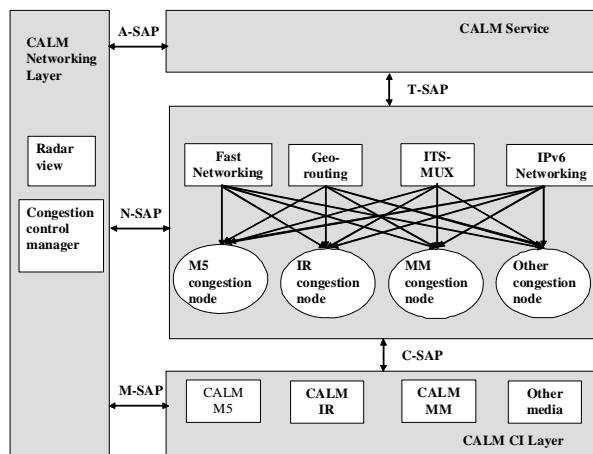 A-SAP
CALM
Networking
Layer
CALM Service
T-SAP
Radar
view
Fast
Networking
Geo-
routing
ITS-
MUX
IPv6
Networking
Congestion
control
manager
N-SAP
M5
congestion
node
IR
congestion
node
MM
congestion
node
Other
congestion
node
C-SAP
M-SAP
CALM
M5
CALM
IR
CALM
MM
Other
media
CALM CI Layer